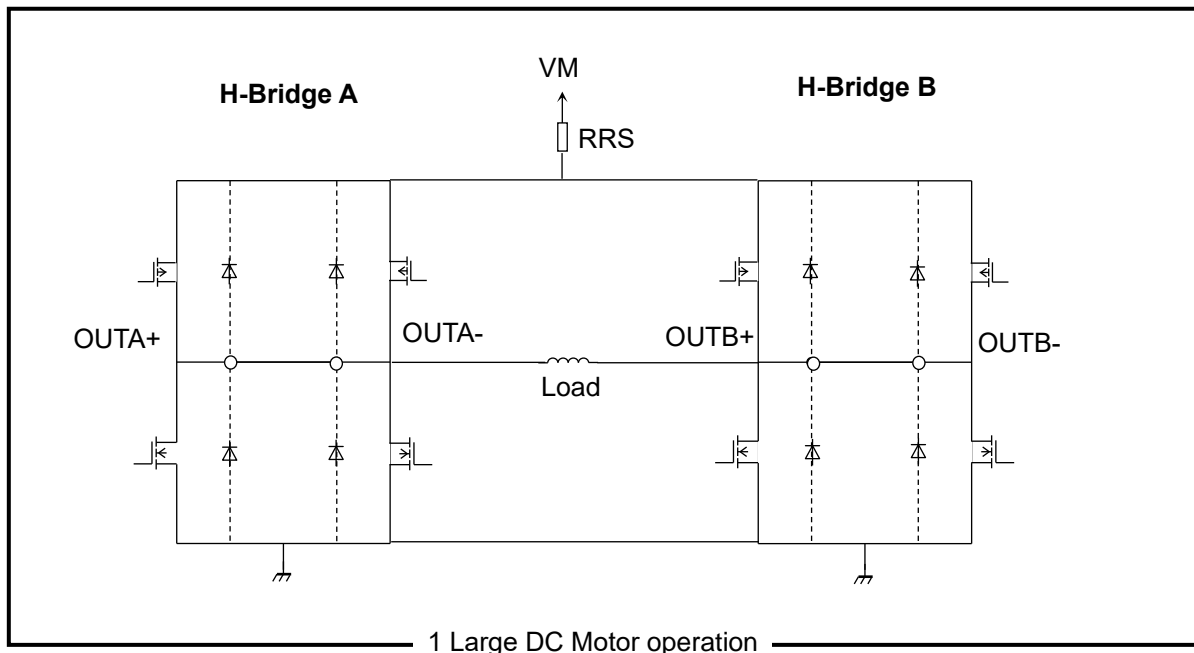 VM
H-Bridge A
H-Bridge B
RRS
OUTA+
OUTA-
OUTB+
OUTB-
Load
1 Large DC Motor operation